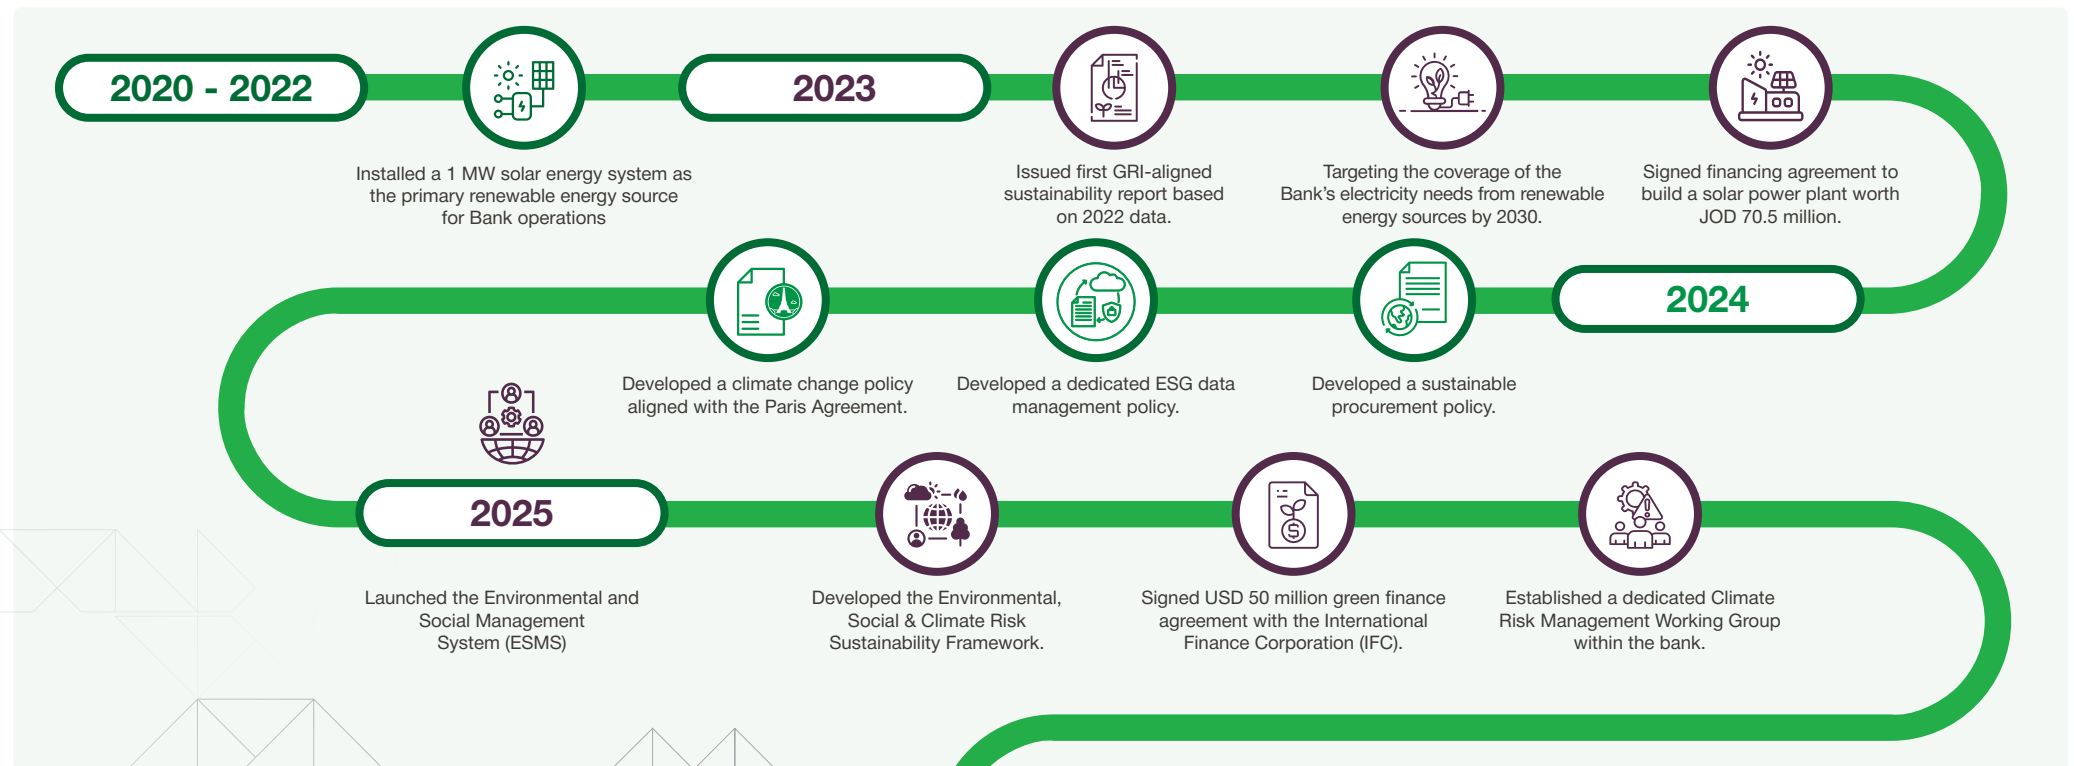 2020 - 2022
Installed a 1 MW solar energy system as
the primary renewable energy source
for Bank operations
2023
Issued first GRI-aligned
sustainability report based
on 2022 data.
Targeting the coverage of the
Bank's electricity needs from renewable
energy sources by 2030.
Signed financing agreement to
build a solar power plant worth
JOD 70.5 million.
2024
Developed a sustainable
procurement policy.
Developed a dedicated ESG data
management policy.
Developed a climate change policy
aligned with the Paris Agreement.
2025
Launched the Environmental and
Social Management
System (ESMS)
Developed the Environmental,
Social & Climate Risk
Sustainability Framework.
Signed USD 50 million green finance
agreement with the International
Finance Corporation (IFC).
Established a dedicated Climate
Risk Management Working Group
within the bank.